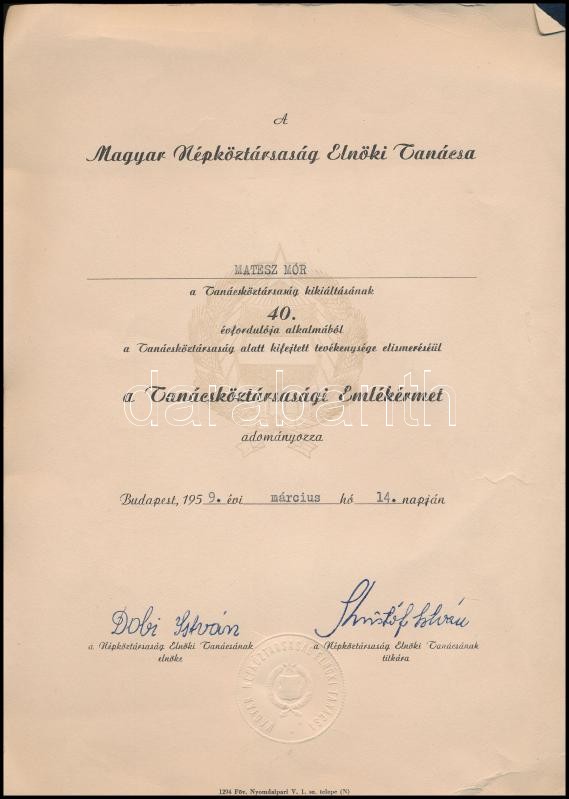 A
Magyar Népköztársaság Elnöki Tanácsa
MATESZ MÓR
a Tanácsköztársaság kikiáltásának
40.
évfordulója alkalmából
a Tanácsköztársaság alatt kifejtett tevékenysége elismeréséül
a Tanácsköztársasági Emlékérmet
darabanth
adományozza
Budapest, 1959. évi március hó 14. napján
Dobi István Kristóf István
a Népköztársaság Elnöki Tanácsának a Népköztársaság Elnöki Tanácsának
elnöke titkára
1294 Föv. Nyomdaipari V. 1. sz. telepe (N)